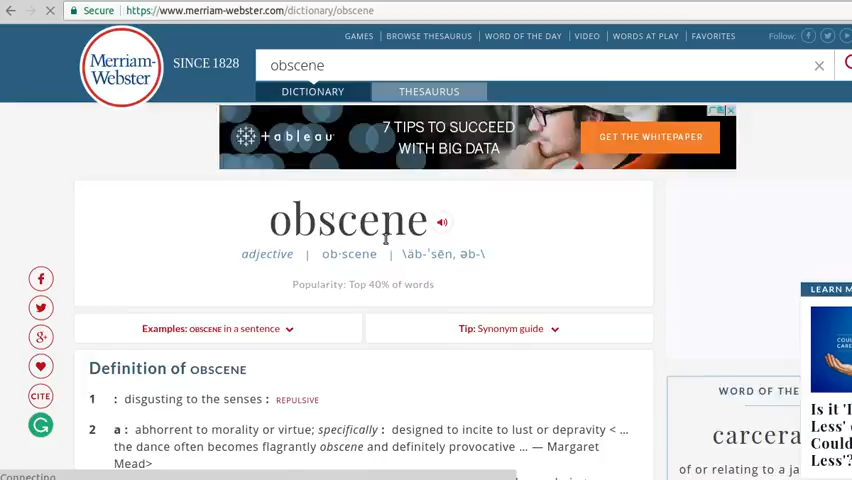 Secure https://www.merriam-webster.com/dictionary/obscene
GAMES | BROWSE THESAURUS | WORD OF THE DAY | VIDEO | WORDS AT PLAY | FAVORITES Follow:
Merriam-
Webster
SINCE 1828
obscene
DICTIONARY THESAURUS
+ a b l e a u
7 TIPS TO SUCCEED
WITH BIG DATA
GET THE WHITEPAPER
obscene
adjective | ob·scene | \äb-ˈsēn, əb-\
Popularity: Top 40% of words
Examples: OBSCENE in a sentence
Tip: Synonym guide
CITE
Definition of OBSCENE
1 : disgusting to the senses : REPULSIVE
2 a : abhorrent to morality or virtue; specifically : designed to incite to lust or depravity < ...
the dance often becomes flagrantly obscene and definitely provocative ... — Margaret
Mead>
LEARN M
Is it 'I
Less' o
Could
Less'?
WORD OF THE
carcera
of or relating to a ja
Connecting